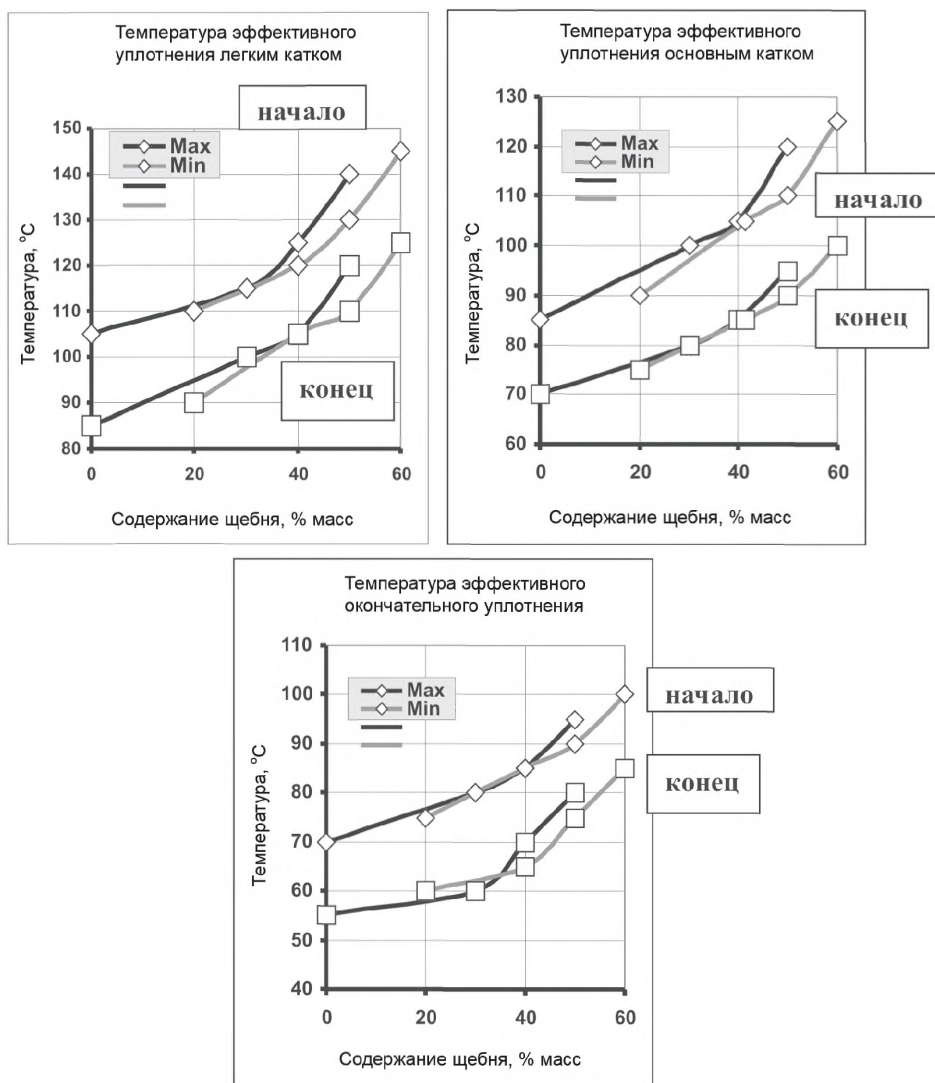 Температура эффективного
уплотнения легким катком
начало
150
140
130
120
110
100
90
80
Температура, °C
Max
Min
конец
0 20 40 60
Содержание щебня, % масс
Температура эффективного
уплотнения основным катком
130
120
110
100
90
80
70
60
Температура, °C
Max
Min
начало
конец
0 20 40 60
Содержание щебня, % масс
Температура эффективного
окончательного уплотнения
110
100
90
80
70
60
50
40
Температура, °C
Max
Min
начало
конец
0 20 40 60
Содержание щебня, % масс